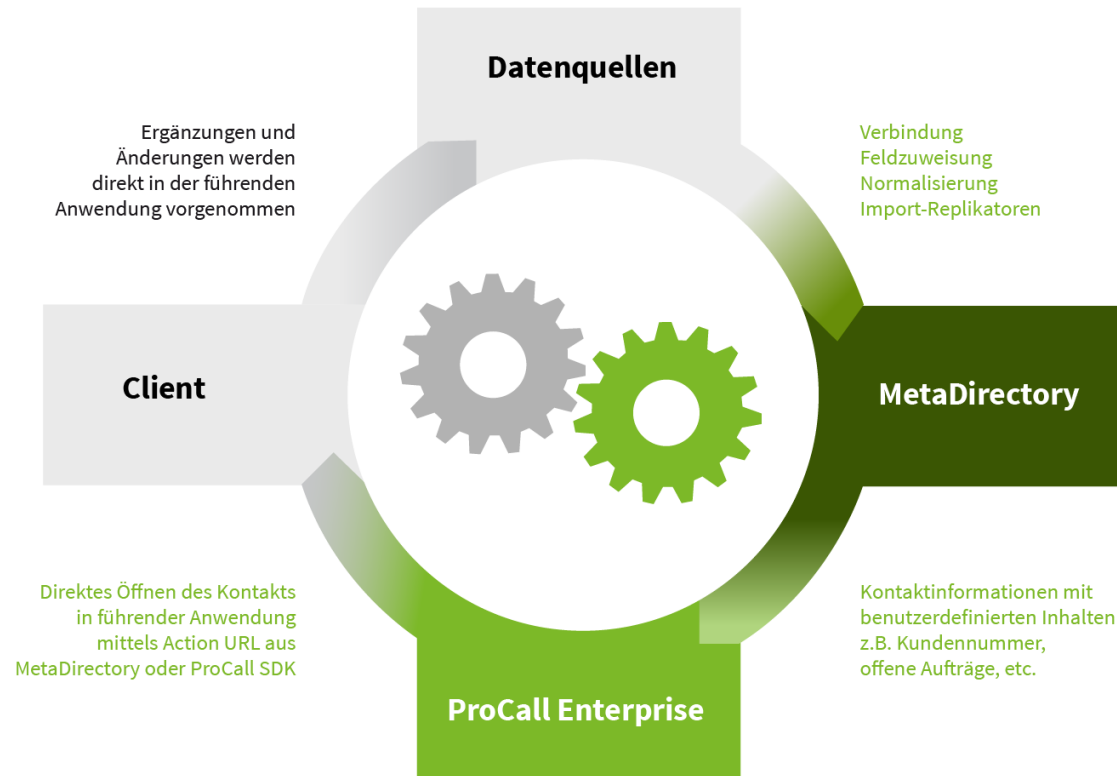 Datenquellen
Ergänzungen und
Änderungen werden
direkt in der führenden
Anwendung vorgenommen
Verbindung
Feldzuweisung
Normalisierung
Import-Replikatoren
Client
MetaDirectory
Direktes Öffnen des Kontakts
in führender Anwendung
mittels Action URL aus
MetaDirectory oder ProCall SDK
Kontaktinformationen mit
benutzerdefinierten Inhalten
z.B. Kundennummer,
offene Aufträge, etc.
ProCall Enterprise